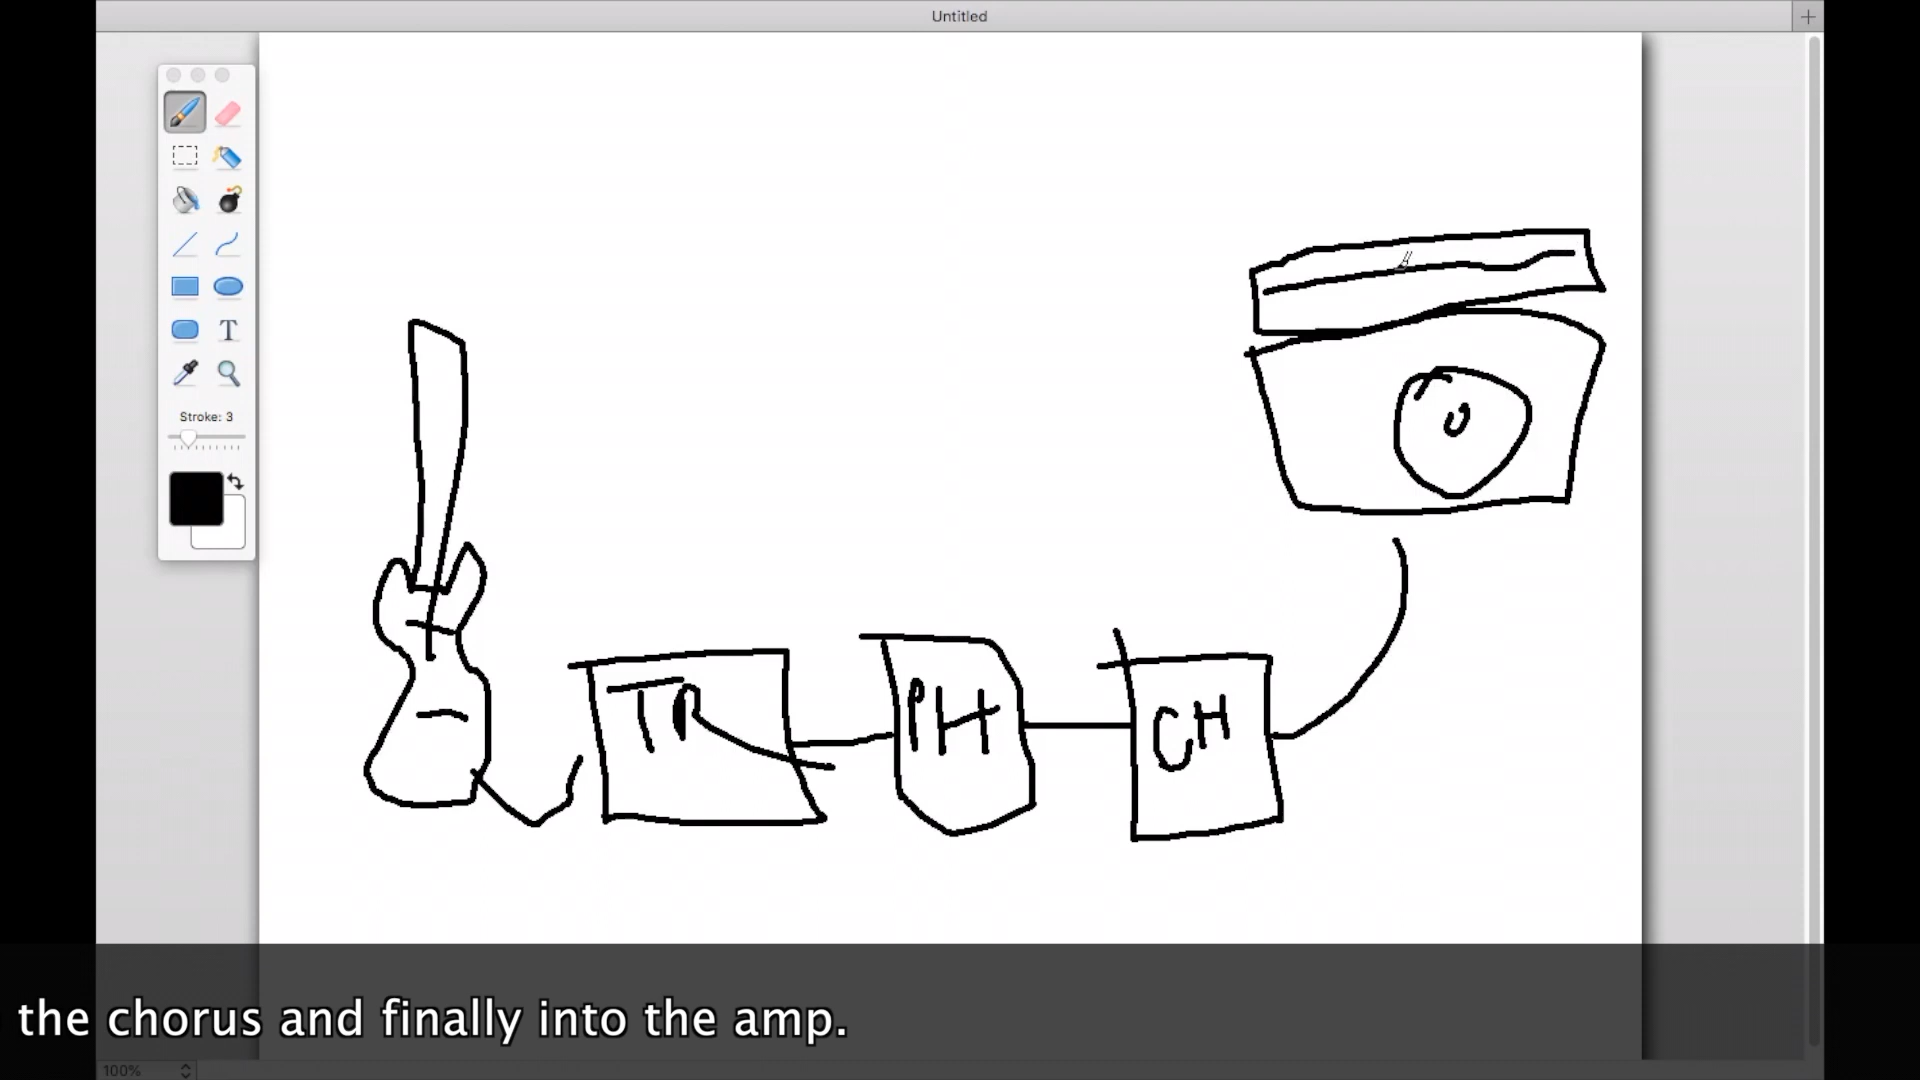 Untitled
Stroke: 3
T
TR
PH
CH
the chorus and finally into the amp.
100%